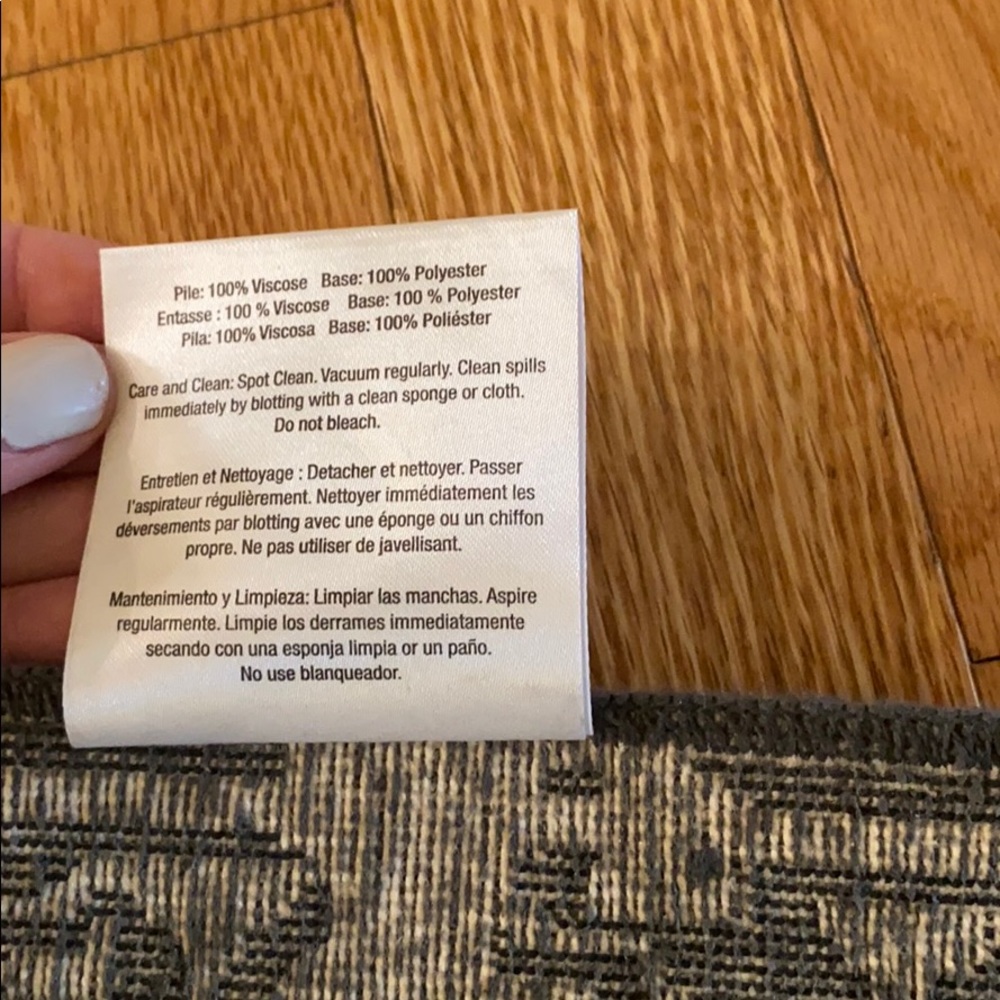 Pile: 100% Viscose Base: 100% Polyester
Entasse : 100 % Viscose Base: 100 % Polyester
Pila: 100% Viscosa Base: 100% Poliéster
Care and Clean: Spot Clean. Vacuum regularly. Clean spills
immediately by blotting with a clean sponge or cloth.
Do not bleach.
Entretien et Nettoyage : Detacher et nettoyer. Passer
l'aspirateur régulièrement. Nettoyer immédiatement les
déversements par blotting avec une éponge ou un chiffon
propre. Ne pas utiliser de javellisant.
Mantenimiento y Limpieza: Limpiar las manchas. Aspire
regularmente. Limpie los derrames immediatamente
secando con una esponja limpia or un paño.
No use blanqueador.